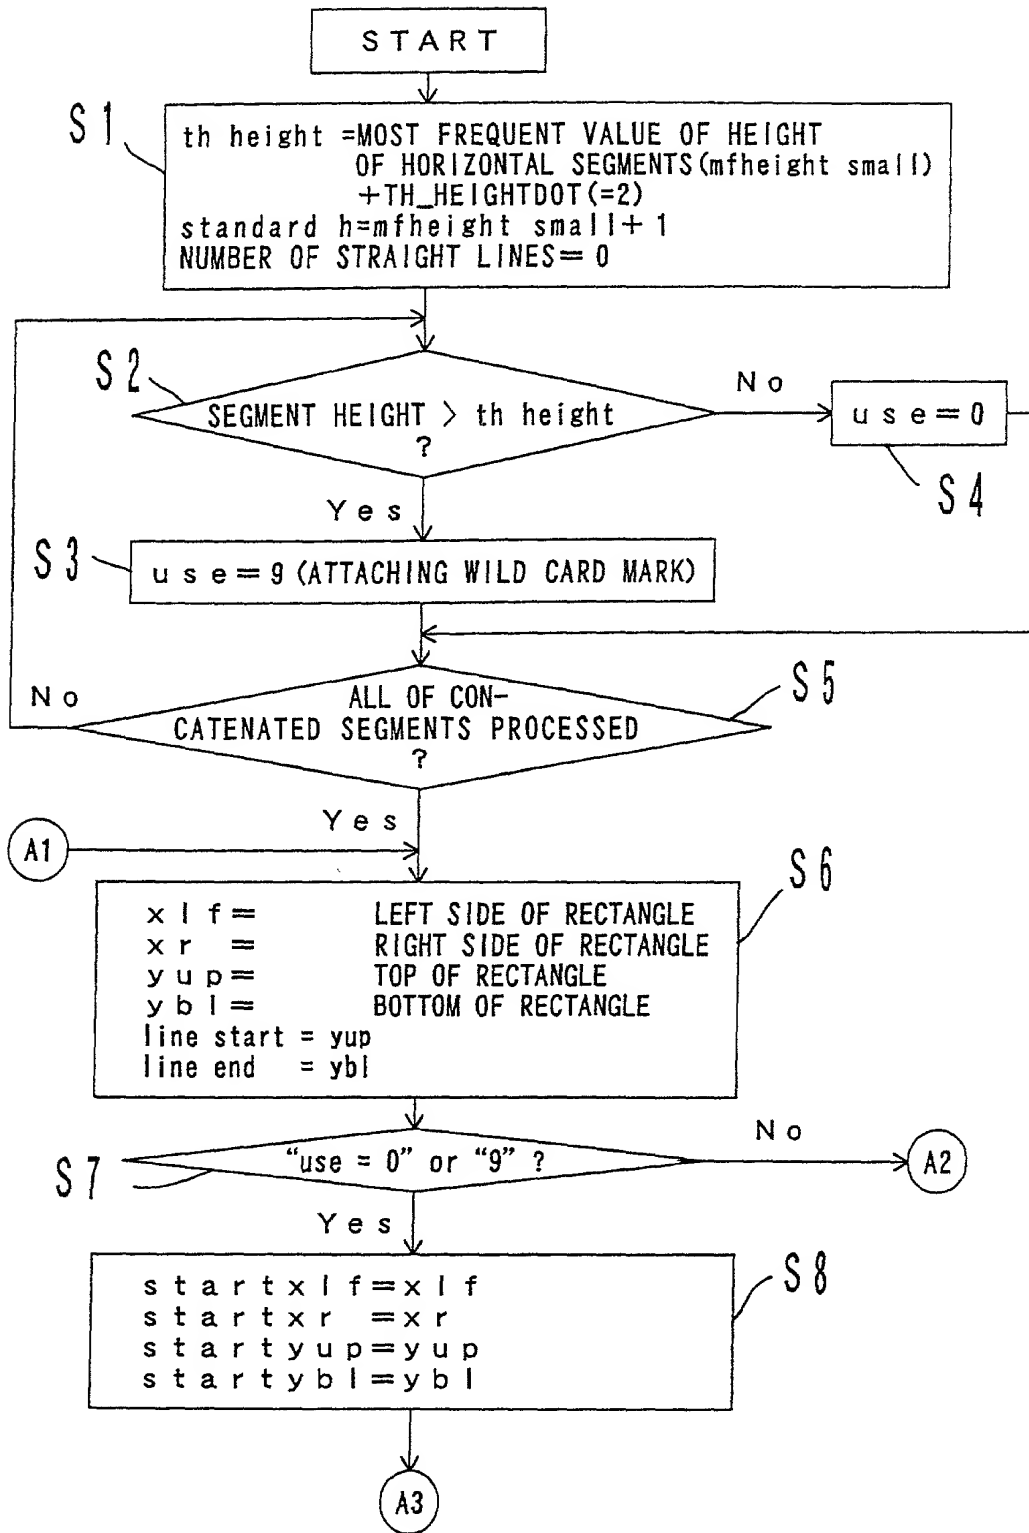 START
S1
th height =MOST FREQUENT VALUE OF HEIGHT
OF HORIZONTAL SEGMENTS(mfheight small)
+TH_HEIGHTDOT(=2)
standard h=mfheight small+1
NUMBER OF STRAIGHT LINES=0
S2
SEGMENT HEIGHT > th height
?
No
use=0
S4
Yes
S3
use=9(ATTACHING WILD CARD MARK)
S5
No
ALL OF CON-
CATENATED SEGMENTS PROCESSED
?
Yes
A1
S6
xlf= LEFT SIDE OF RECTANGLE
xr = RIGHT SIDE OF RECTANGLE
yup= TOP OF RECTANGLE
ybl= BOTTOM OF RECTANGLE
line start = yup
line end = ybl
S7
“use = 0” or “9” ?
No
A2
Yes
S8
startxlf=xlf
startxr =xr
startyup=yup
startybl=ybl
A3